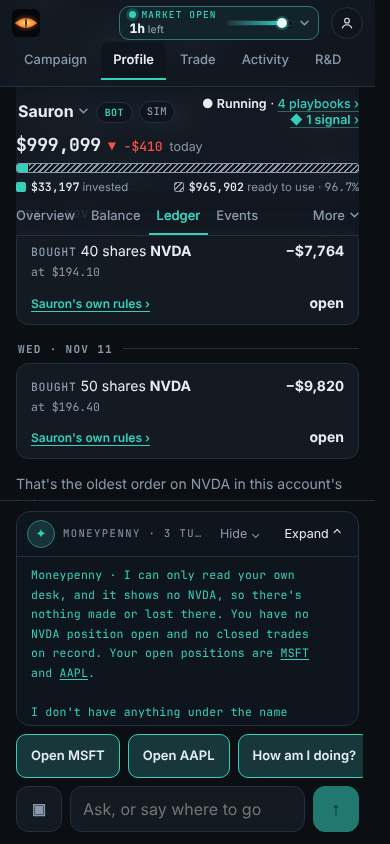 MARKET OPEN
1h left
Campaign Profile Trade Activity R&D
Sauron BOT SIM Running · 4 playbooks ›
◆ 1 signal ›
$999,099 ▼ -$410 today
$33,197 invested $965,902 ready to use · 96.7%
Overview Balance Ledger Events More
BOUGHT 40 shares NVDA −$7,764
at $194.10
Sauron's own rules › open
WED · NOV 11
BOUGHT 50 shares NVDA −$9,820
at $196.40
Sauron's own rules › open
That's the oldest order on NVDA in this account's
MONEYPENNY · 3 TU… Hide Expand
Moneypenny · I can only read your own
desk, and it shows no NVDA, so there's
nothing made or lost there. You have no
NVDA position open and no closed trades
on record. Your open positions are MSFT
and AAPL.
I don't have anything under the name
Open MSFT Open AAPL How am I doing?
Ask, or say where to go